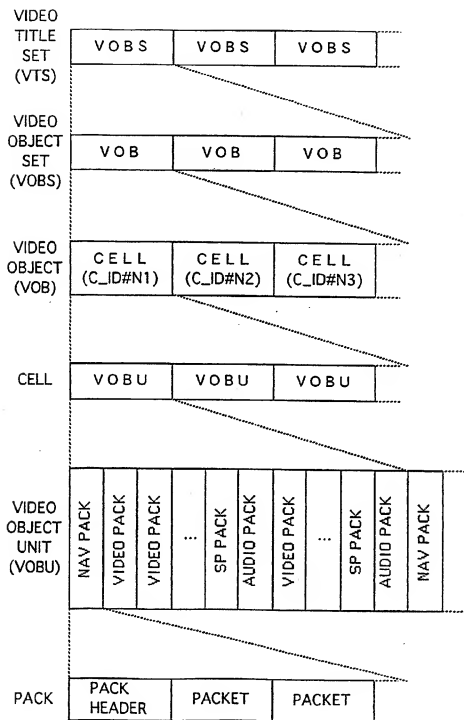 VIDEO
TITLE
SET
(VTS)
VOBS VOBS VOBS
VIDEO
OBJECT
SET
(VOBS)
VOB VOB VOB
VIDEO
OBJECT
(VOB)
CELL CELL CELL
(C_ID#N1) (C_ID#N2) (C_ID#N3)
CELL
VOBU VOBU VOBU
VIDEO
OBJECT
UNIT
(VOBU)
NAV PACK
VIDEO PACK
VIDEO PACK
...
SP PACK
AUDIO PACK
VIDEO PACK
...
SP PACK
AUDIO PACK
NAV PACK
PACK
PACK
HEADER
PACKET
PACKET